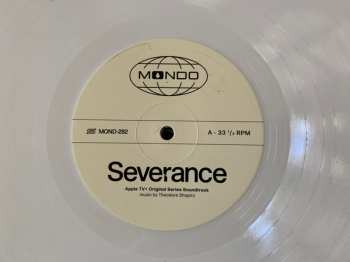 MONDO
MOND-282
A - 33 ¹/₃ RPM
Severance
Apple TV+ Original Series Soundtrack
music by Theodore Shapiro